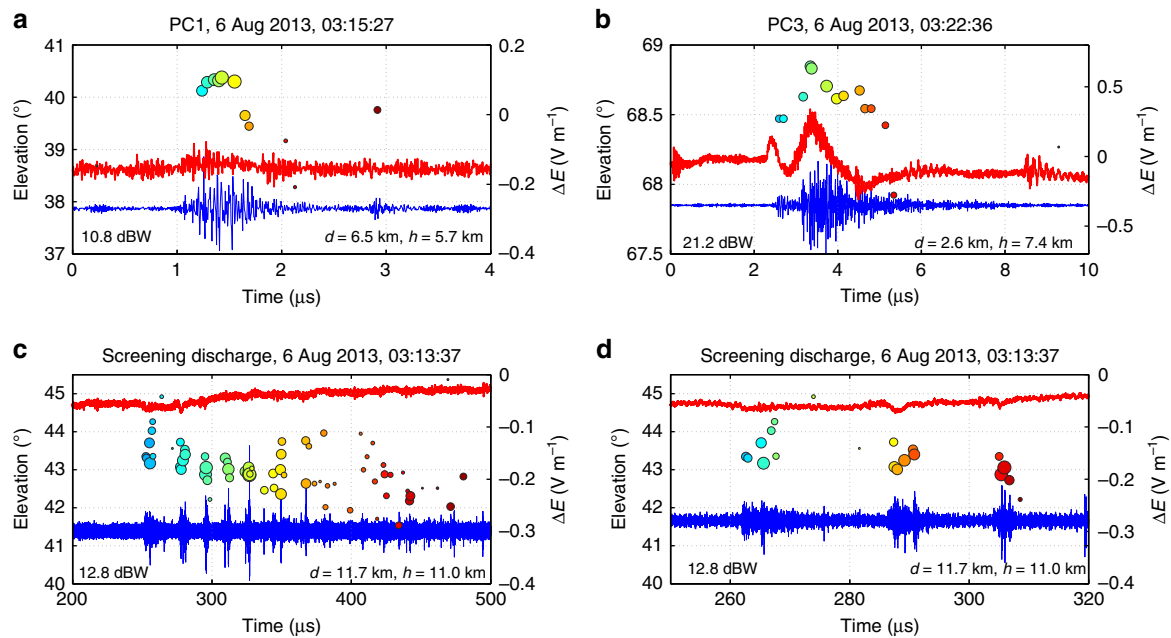 a
PC1, 6 Aug 2013, 03:15:27
41
40
39
38
37
Elevation (°)
0.2
0.1
0
−0.2
−0.4
ΔE (V m−1)
10.8 dBW
d = 6.5 km, h = 5.7 km
0 1 2 3 4
Time (μs)
b
PC3, 6 Aug 2013, 03:22:36
69
68.5
68
67.5
Elevation (°)
0.5
0
−0.5
ΔE (V m−1)
21.2 dBW
d = 2.6 km, h = 7.4 km
0 2 4 6 8 10
Time (μs)
c
Screening discharge, 6 Aug 2013, 03:13:37
45
44
43
42
41
40
Elevation (°)
0
−0.1
−0.2
−0.3
−0.4
ΔE (V m−1)
12.8 dBW
d = 11.7 km, h = 11.0 km
200 300 400 500
Time (μs)
d
Screening discharge, 6 Aug 2013, 03:13:37
45
44
43
42
41
40
Elevation (°)
0
−0.1
−0.2
−0.3
−0.4
ΔE (V m−1)
12.8 dBW
d = 11.7 km, h = 11.0 km
260 280 300 320
Time (μs)